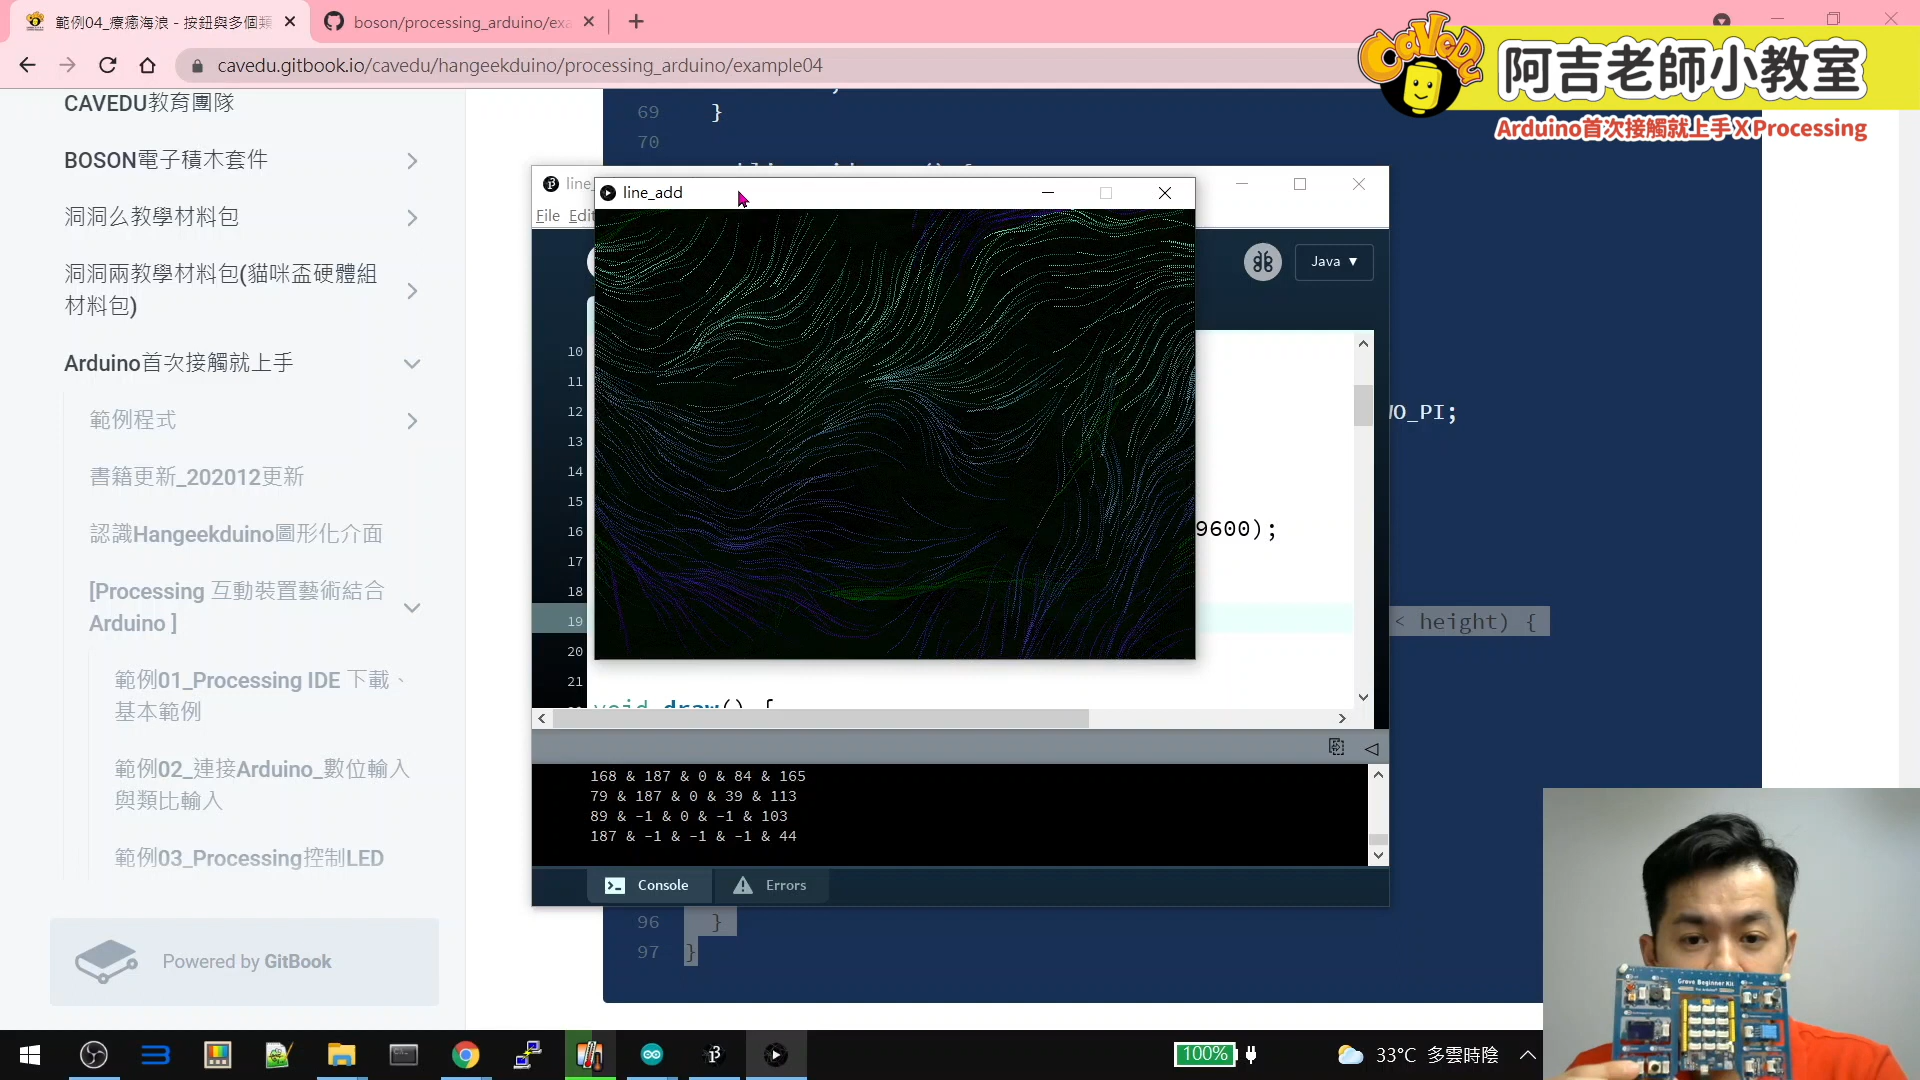 範例04_療癒海浪 - 按鈕與多個類
boson/processing_arduino/exa
cavedu.gitbook.io/cavedu/hangeekduino/processing_arduino/example04
CAVEDU
阿吉老師小教室
Arduino首次接觸就上手 X Processing
CAVEDU教育團隊
BOSON電子積木套件
洞洞么教學材料包
洞洞兩教學材料包(貓咪盃硬體組
材料包)
Arduino首次接觸就上手
範例程式
書籍更新_202012更新
認識Hangeekduino圖形化介面
[Processing 互動裝置藝術結合
Arduino ]
範例01_Processing IDE 下載、
基本範例
範例02_連接Arduino_數位輸入
與類比輸入
範例03_Processing控制LED
Powered by GitBook
69 }
70
line_
line_add
File Edit
Java ▼
10
11
12
WO_PI;
13
14
15
16
9600);
17
18
19
< height) {
20
21
void draw() {
168 & 187 & 0 & 84 & 165
79 & 187 & 0 & 39 & 113
89 & -1 & 0 & -1 & 103
187 & -1 & -1 & -1 & 44
Console
Errors
96 }
97 }
Grove Beginner Kit
100%
33°C 多雲時陰